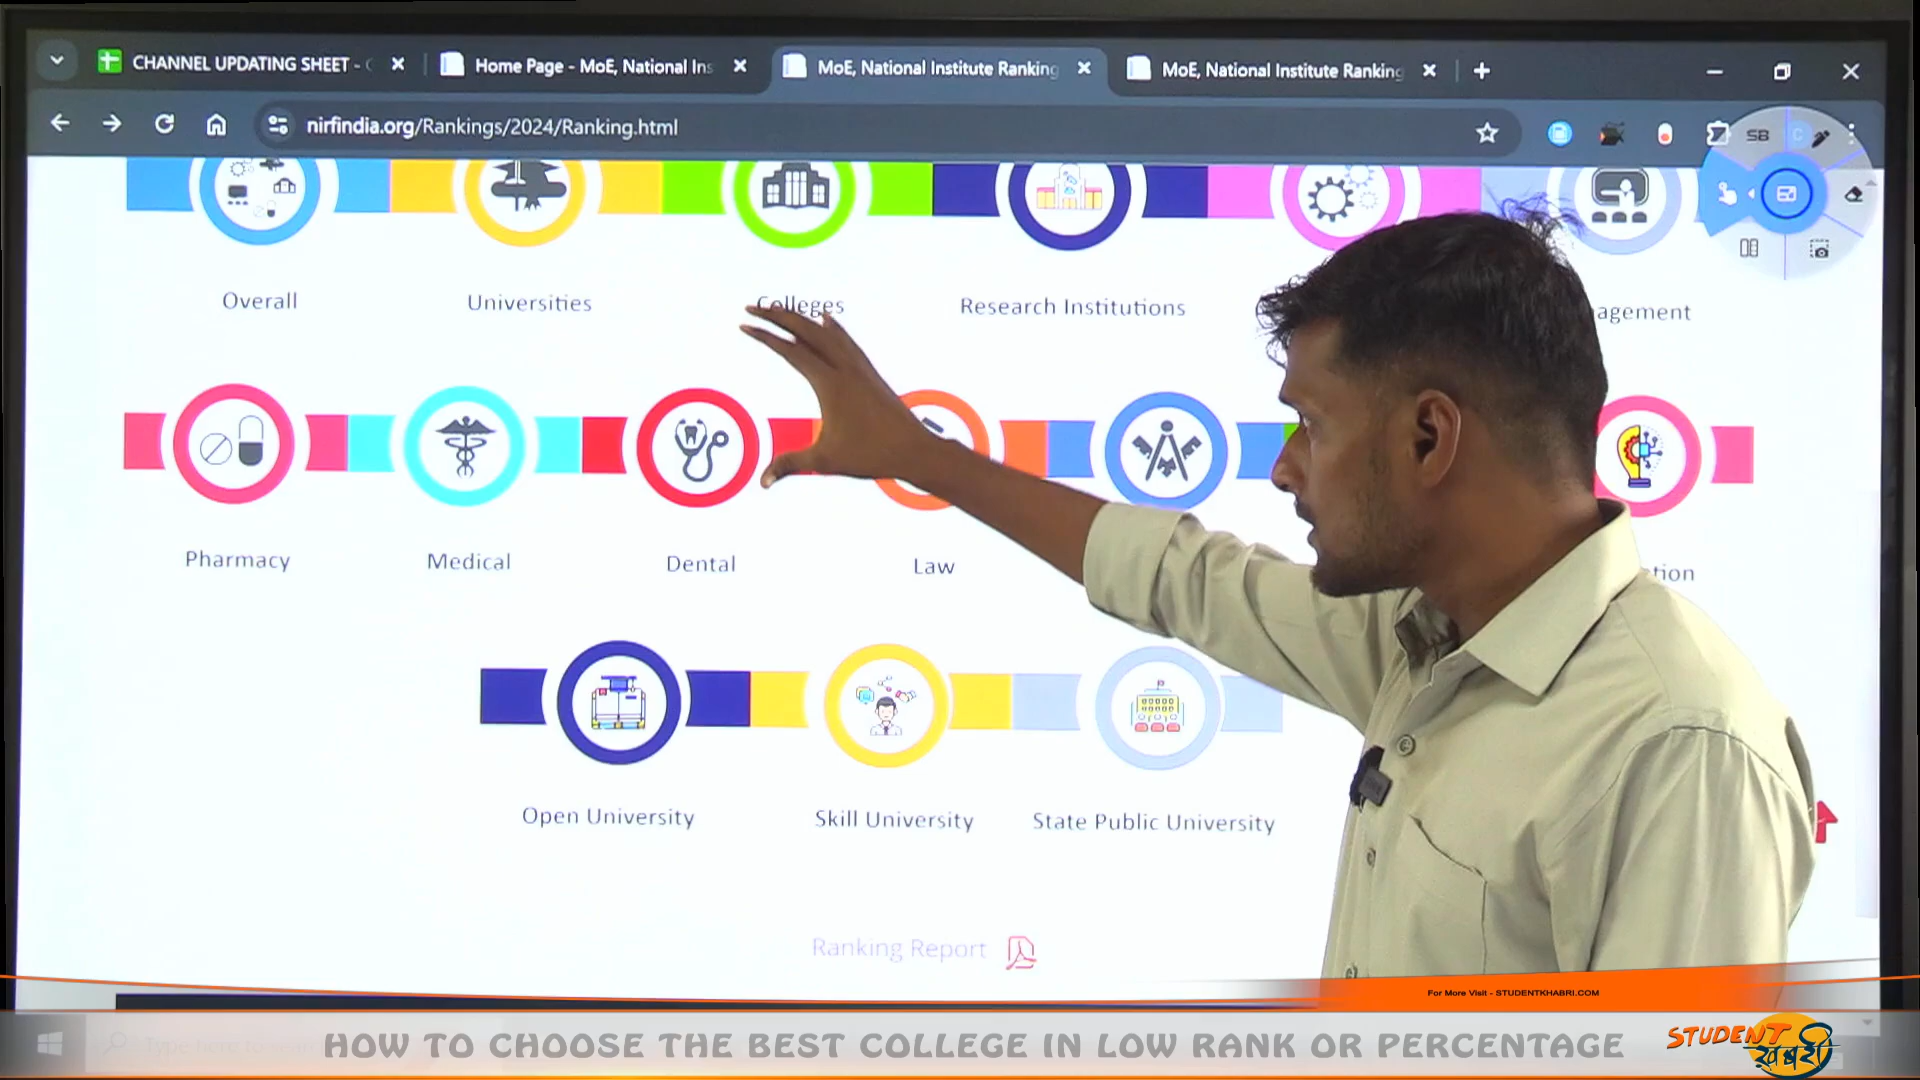 CHANNEL UPDATING SHEET -
Home Page - MoE, National Ins
MoE, National Institute Ranking
MoE, National Institute Ranking
nirfindia.org/Rankings/2024/Ranking.html
SB
Overall
Universities
Colleges
Research Institutions
agement
Pharmacy
Medical
Dental
Law
tion
Open University
Skill University
State Public University
Ranking Report
For More Visit - STUDENTKHABRI.COM
HOW TO CHOOSE THE BEST COLLEGE IN LOW RANK OR PERCENTAGE
STUDENT
खबरी